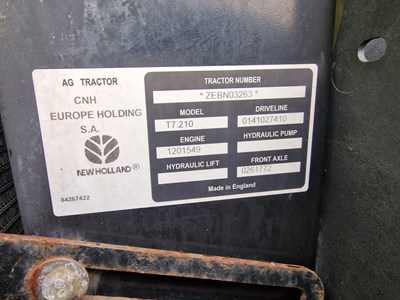 AG TRACTOR
CNH
EUROPE HOLDING
S.A.
NEW HOLLAND
84267422
TRACTOR NUMBER
* ZEBN03263 *
MODEL DRIVELINE
T7.210 0141027410
ENGINE HYDRAULIC PUMP
1201549
HYDRAULIC LIFT FRONT AXLE
0261772
Made in England